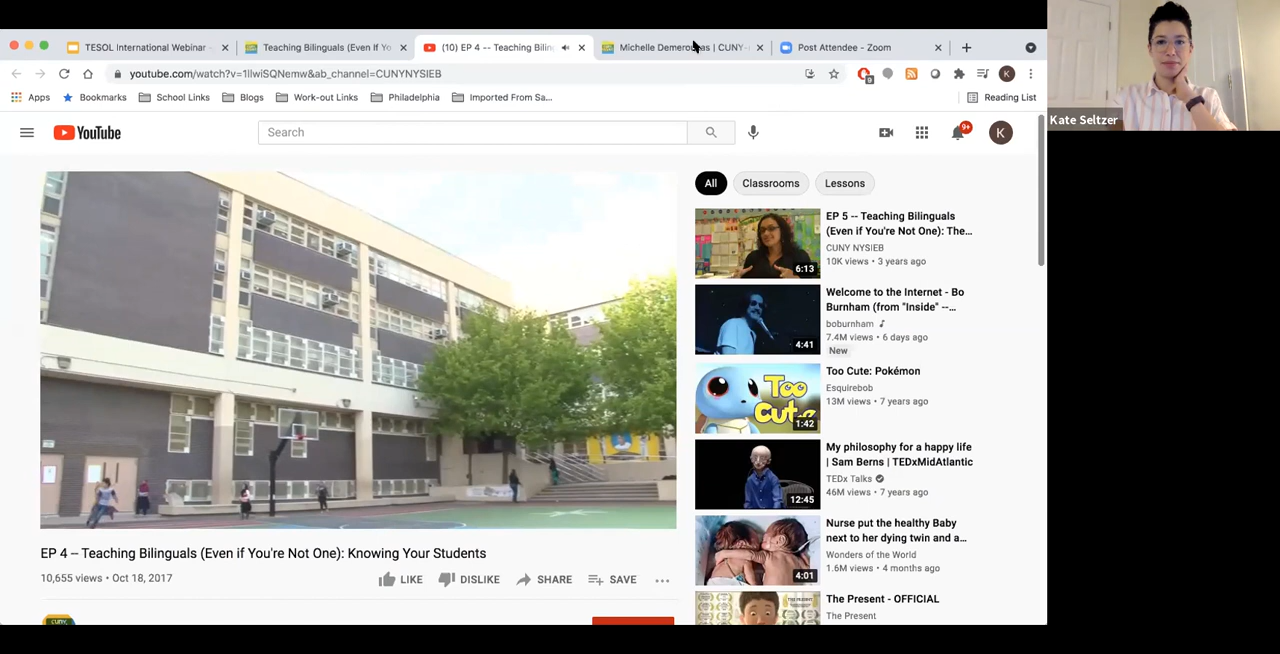 TESOL International Webinar
Teaching Bilinguals (Even If Yo
(10) EP 4 -- Teaching Bilin
Michelle | CUNY-
Post Attendee - Zoom
youtube.com/watch?v=1llwiSQNemw&ab_channel=CUNYNYSIEB
9
K
Apps
Bookmarks
School Links
Blogs
Work-out Links
Philadelphia
Imported From Sa...
Reading List
Kate Seltzer
YouTube
Search
9+
K
All
Classrooms
Lessons
EP 5 -- Teaching Bilinguals
(Even if You're Not One): The...
CUNY NYSIEB
10K views • 3 years ago
6:13
Welcome to the Internet - Bo
Burnham (from "Inside" --...
boburnham
7.4M views • 6 days ago
New
4:41
Too Cute: Pokémon
Esquirebob
13M views • 7 years ago
TOO
CUTE
1:42
My philosophy for a happy life
| Sam Berns | TEDxMidAtlantic
TEDx Talks
46M views • 7 years ago
12:45
Nurse put the healthy Baby
next to her dying twin and a...
Wonders of the World
1.6M views • 4 months ago
4:01
The Present - OFFICIAL
The Present
EP 4 -- Teaching Bilinguals (Even if You're Not One): Knowing Your Students
10,655 views • Oct 18, 2017
LIKE
DISLIKE
SHARE
SAVE
CUNY